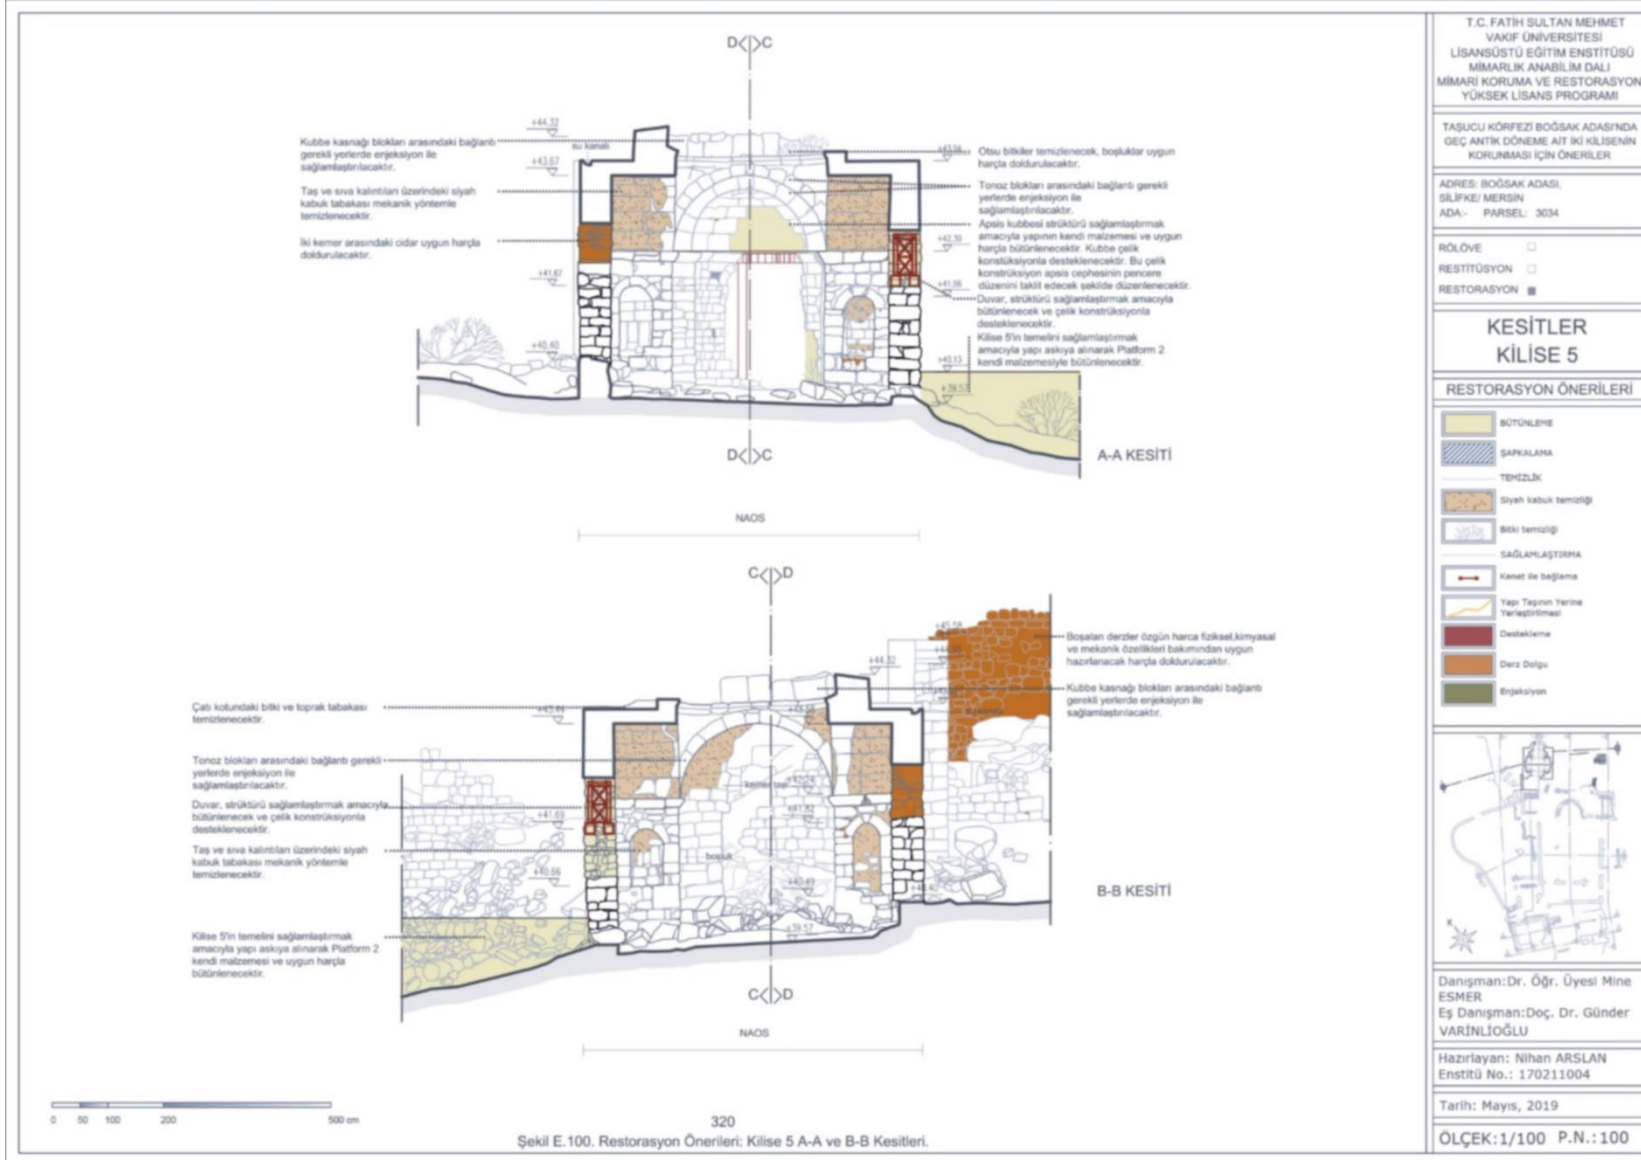 D C
+44.32
su kanalı
+43.67
Kubbe kasnağı blokları arasındaki bağlantı
gerekli yerlerde enjeksiyon ile
sağlamlaştırılacaktır.
Taş ve sıva kalıntıları üzerindeki siyah
kabuk tabakası mekanik yöntemle
temizlenecektir.
İki kemer arasındaki cidar uygun harçla
doldurulacaktır.
+41.67
+40.40
Otsu bitkiler temizlenecek, boşluklar uygun
harçla doldurulacaktır.
Tonoz blokları arasındaki bağlantı gerekli
yerlerde enjeksiyon ile
sağlamlaştırılacaktır.
Apsis kubbesi strüktürü sağlamlaştırmak
amacıyla yapının kendi malzemesi ve uygun
harçla bütünlenecektir. Kubbe çelik
konstüksiyonla desteklenecektir. Bu çelik
konstrüksiyon apsis cephesinin pencere
düzenini taklit edecek şekilde düzenlenecektir.
Duvar, strüktürü sağlamlaştırmak amacıyla
bütünlenecek ve çelik konstrüksiyonla
desteklenecektir.
Kilise 5'in temelini sağlamlaştırmak
amacıyla yapı askıya alınarak Platform 2
kendi malzemesiyle bütünlenecektir.
+42.30
+41.96
+40.13
+39.57
D C
A-A KESİTİ
NAOS
C D
Çatı kotundaki bitki ve toprak tabakası
temizlenecektir.
Tonoz blokları arasındaki bağlantı gerekli
yerlerde enjeksiyon ile
sağlamlaştırılacaktır.
Duvar, strüktürü sağlamlaştırmak amacıyla
bütünlenecek ve çelik konstrüksiyonla
desteklenecektir.
Taş ve sıva kalıntıları üzerindeki siyah
kabuk tabakası mekanik yöntemle
temizlenecektir.
Kilise 5'in temelini sağlamlaştırmak
amacıyla yapı askıya alınarak Platform 2
kendi malzemesi ve uygun harçla
bütünlenecektir.
+41.69
+40.66
kemer taşı
+42.24
+41.82
boşluk
+40.49
+39.57
+40.40
+44.32
+45.58
Boşalan derzler özgün harca fiziksel,kimyasal
ve mekanik özellikleri bakımından uygun
hazırlanacak harçla doldurulacaktır.
Kubbe kasnağı blokları arasındaki bağlantı
gerekli yerlerde enjeksiyon ile
sağlamlaştırılacaktır.
B-B KESİTİ
C D
NAOS
0 50 100 200 500 cm
320
Şekil E.100. Restorasyon Önerileri: Kilise 5 A-A ve B-B Kesitleri.
T.C. FATİH SULTAN MEHMET
VAKIF ÜNİVERSİTESİ
LİSANSÜSTÜ EĞİTİM ENSTİTÜSÜ
MİMARLIK ANABİLİM DALI
MİMARİ KORUMA VE RESTORASYON
YÜKSEK LİSANS PROGRAMI
TAŞUCU KÖRFEZİ BOĞSAK ADASI'NDA
GEÇ ANTİK DÖNEME AİT İKİ KİLİSENİN
KORUNMASI İÇİN ÖNERİLER
ADRES: BOĞSAK ADASI,
SİLİFKE/ MERSİN
ADA:- PARSEL: 3034
RÖLÖVE
RESTİTÜSYON
RESTORASYON
KESİTLER
KİLİSE 5
RESTORASYON ÖNERİLERİ
BÜTÜNLEME
ŞAPKALAMA
TEMİZLİK
Siyah kabuk temizliği
Bitki temizliği
SAĞLAMLAŞTIRMA
Kenet ile bağlama
Yapı Taşının Yerine
Yerleştirilmesi
Destekleme
Derz Dolgu
Enjeksiyon
K
Danışman:Dr. Öğr. Üyesi Mine
ESMER
Eş Danışman:Doç. Dr. Günder
VARİNLİOĞLU
Hazırlayan: Nihan ARSLAN
Enstitü No.: 170211004
Tarih: Mayıs, 2019
ÖLÇEK:1/100 P.N.:100